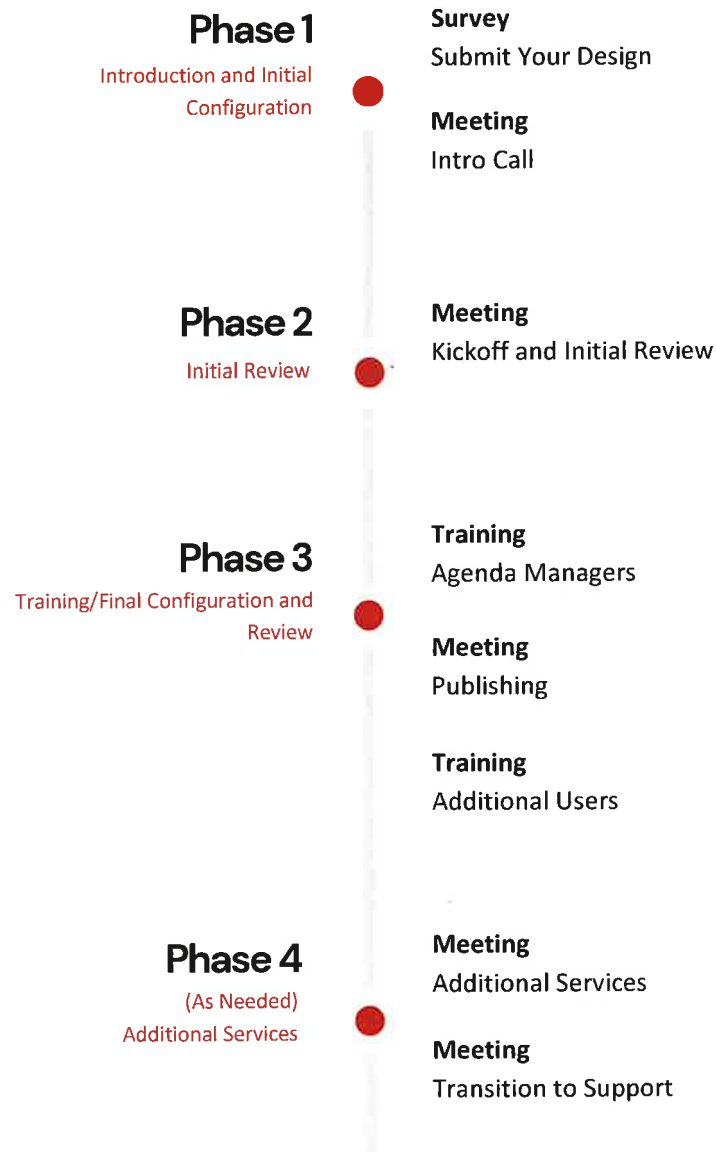 Phase 1
Introduction and Initial
Configuration
Survey
Submit Your Design
Meeting
Intro Call
Phase 2
Initial Review
Meeting
Kickoff and Initial Review
Phase 3
Training/Final Configuration and
Review
Training
Agenda Managers
Meeting
Publishing
Training
Additional Users
Phase 4
(As Needed)
Additional Services
Meeting
Additional Services
Meeting
Transition to Support